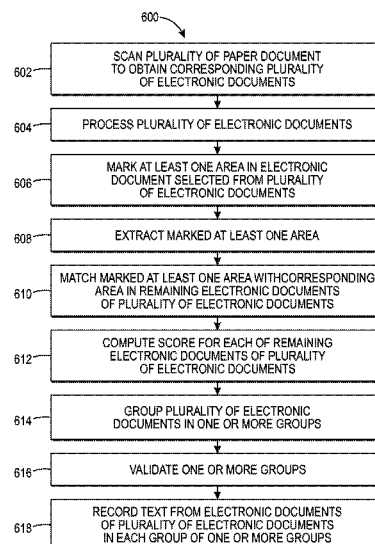 600
602
SCAN PLURALITY OF PAPER DOCUMENT
TO OBTAIN CORRESPONDING PLURALITY
OF ELECTRONIC DOCUMENTS
604
PROCESS PLURALITY OF ELECTRONIC DOCUMENTS
606
MARK AT LEAST ONE AREA IN ELECTRONIC
DOCUMENT SELECTED FROM PLURALITY
OF ELECTRONIC DOCUMENTS
608
EXTRACT MARKED AT LEAST ONE AREA
610
MATCH MARKED AT LEAST ONE AREA WITHCORRESPONDING
AREA IN REMAINING ELECTRONIC DOCUMENTS
OF PLURALITY OF ELECTRONIC DOCUMENTS
612
COMPUTE SCORE FOR EACH OF REMAINING
ELECTRONIC DOCUMENTS OF PLURALITY
OF ELECTRONIC DOCUMENTS
614
GROUP PLURALITY OF ELECTRONIC
DOCUMENTS IN ONE OR MORE GROUPS
616
VALIDATE ONE OR MORE GROUPS
618
RECORD TEXT FROM ELECTRONIC DOCUMENTS
OF PLURALITY OF ELECTRONIC DOCUMENTS
IN EACH GROUP OF ONE OR MORE GROUPS